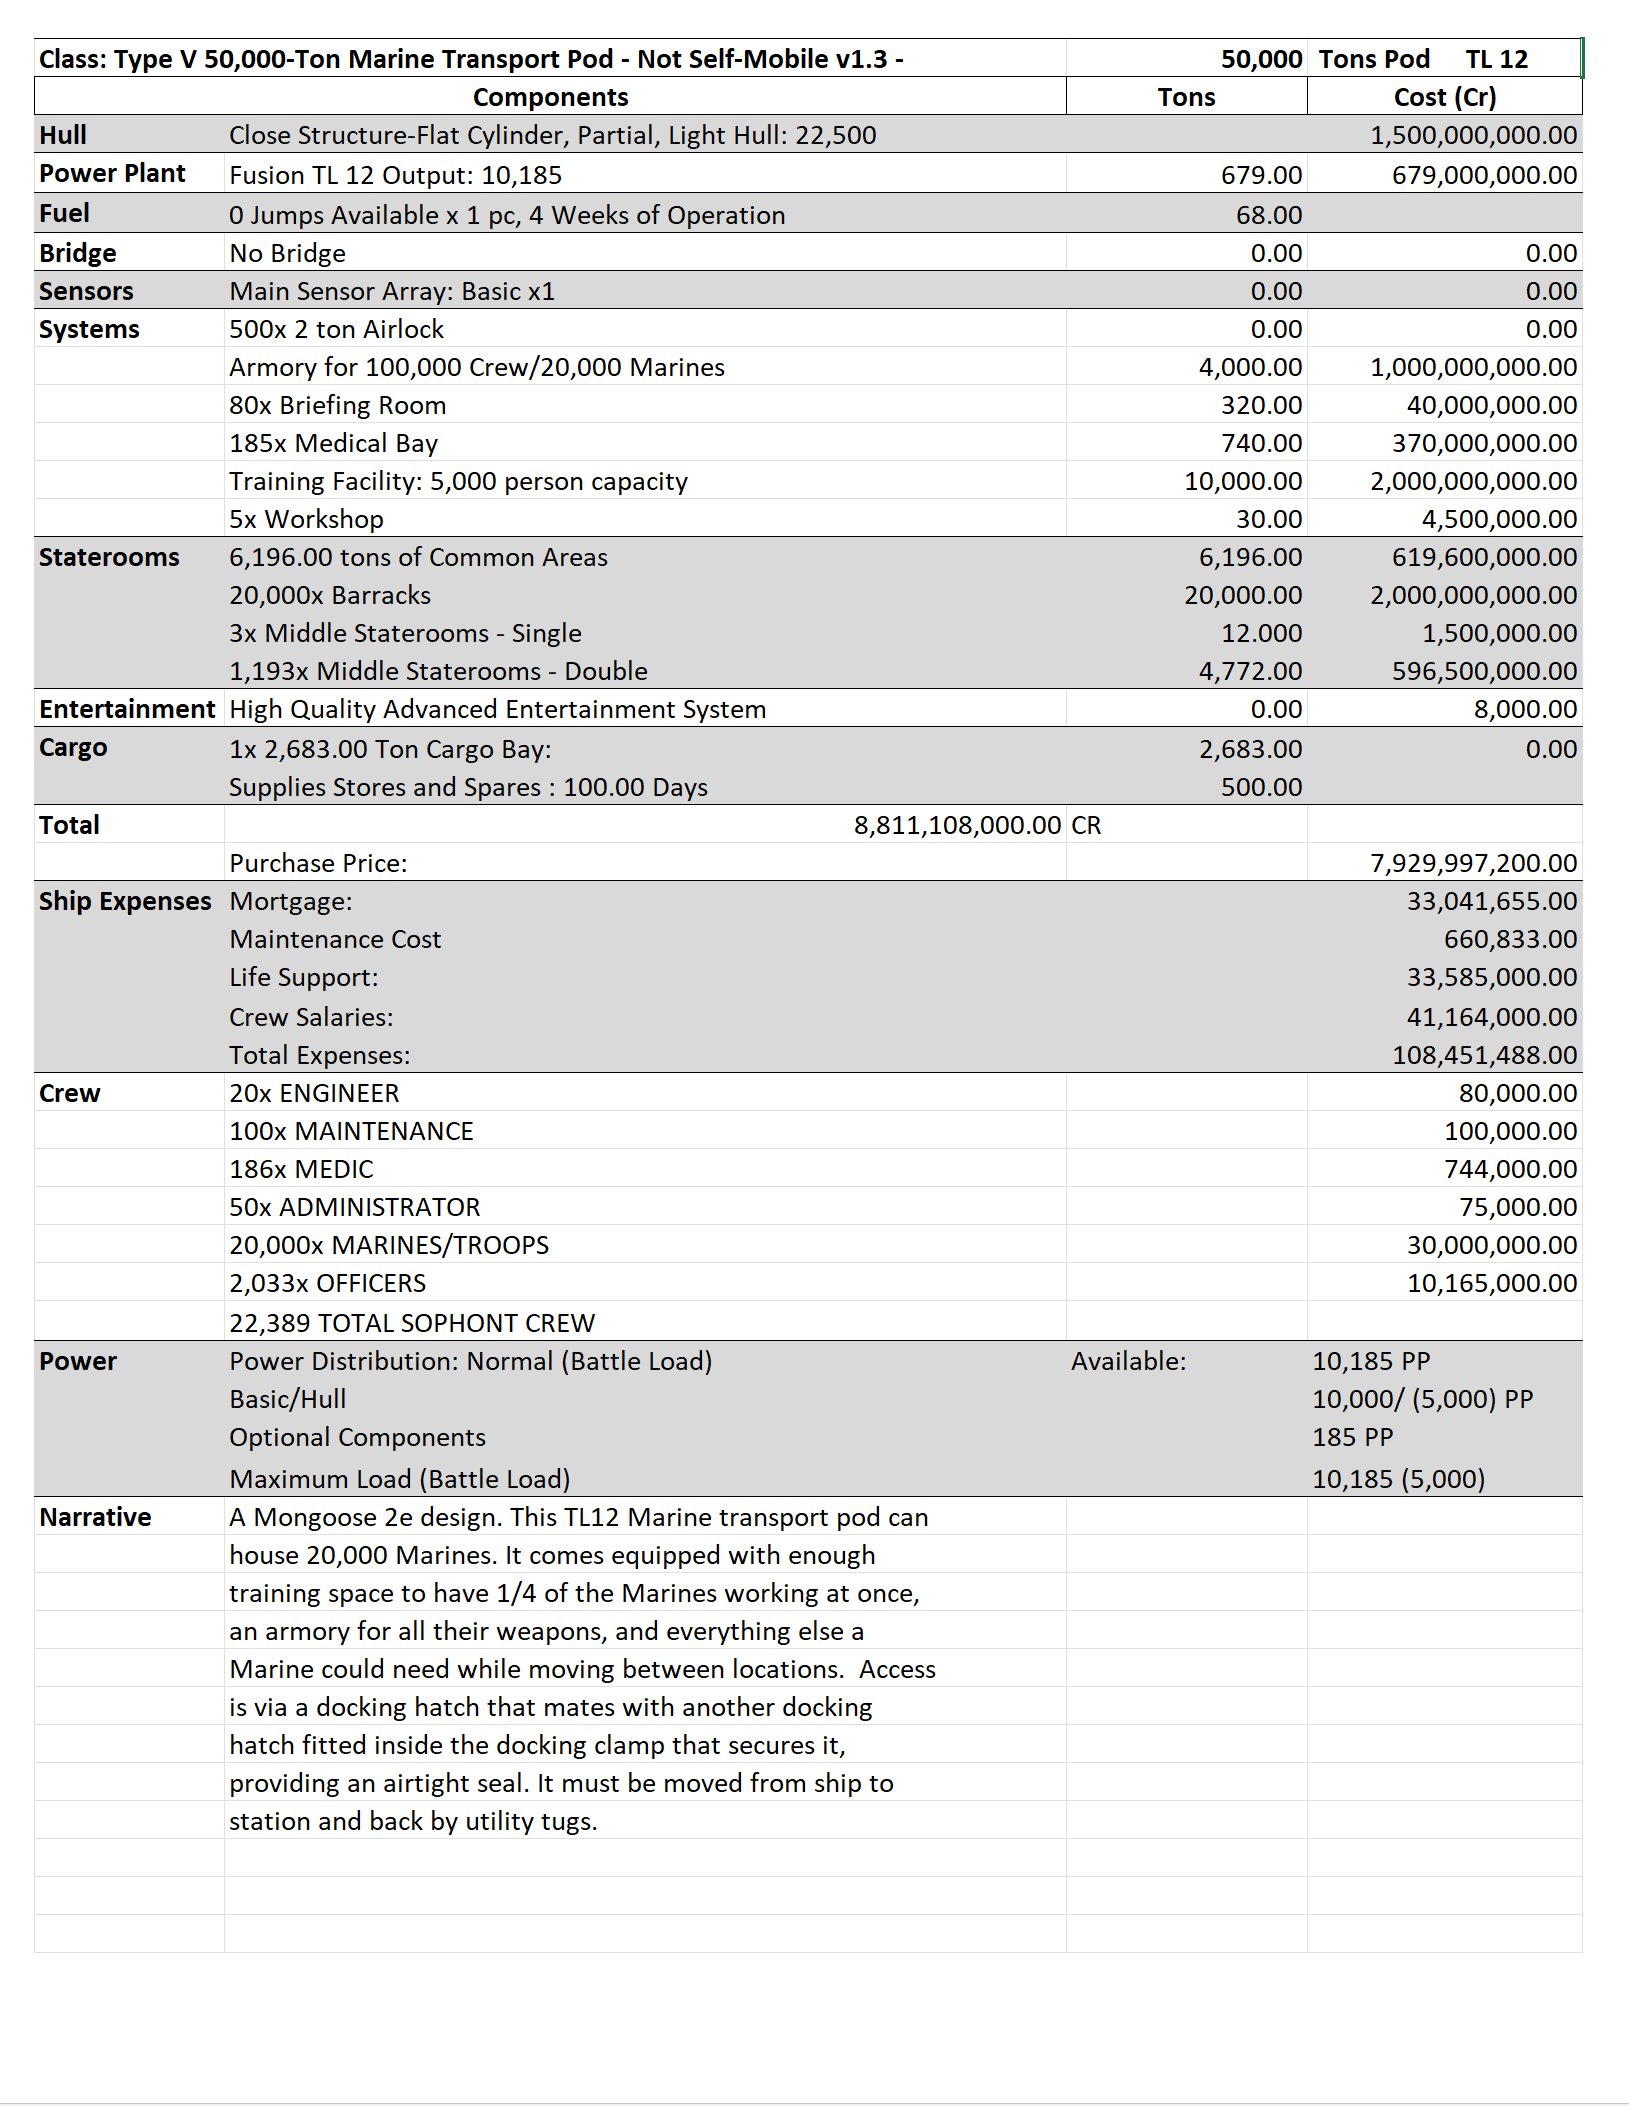 Class: Type V 50,000-Ton Marine Transport Pod - Not Self-Mobile v1.3 - 50,000 Tons Pod TL 12
Components Tons Cost (Cr)
Hull Close Structure-Flat Cylinder, Partial, Light Hull: 22,500 1,500,000,000.00
Power Plant Fusion TL 12 Output: 10,185 679.00 679,000,000.00
Fuel 0 Jumps Available x 1 pc, 4 Weeks of Operation 68.00
Bridge No Bridge 0.00 0.00
Sensors Main Sensor Array: Basic x1 0.00 0.00
Systems 500x 2 ton Airlock 0.00 0.00
Armory for 100,000 Crew/20,000 Marines 4,000.00 1,000,000,000.00
80x Briefing Room 320.00 40,000,000.00
185x Medical Bay 740.00 370,000,000.00
Training Facility: 5,000 person capacity 10,000.00 2,000,000,000.00
5x Workshop 30.00 4,500,000.00
Staterooms 6,196.00 tons of Common Areas 6,196.00 619,600,000.00
20,000x Barracks 20,000.00 2,000,000,000.00
3x Middle Staterooms - Single 12.000 1,500,000.00
1,193x Middle Staterooms - Double 4,772.00 596,500,000.00
Entertainment High Quality Advanced Entertainment System 0.00 8,000.00
Cargo 1x 2,683.00 Ton Cargo Bay: 2,683.00 0.00
Supplies Stores and Spares : 100.00 Days 500.00
Total 8,811,108,000.00 CR
Purchase Price: 7,929,997,200.00
Ship Expenses Mortgage: 33,041,655.00
Maintenance Cost 660,833.00
Life Support: 33,585,000.00
Crew Salaries: 41,164,000.00
Total Expenses: 108,451,488.00
Crew 20x ENGINEER 80,000.00
100x MAINTENANCE 100,000.00
186x MEDIC 744,000.00
50x ADMINISTRATOR 75,000.00
20,000x MARINES/TROOPS 30,000,000.00
2,033x OFFICERS 10,165,000.00
22,389 TOTAL SOPHONT CREW
Power Power Distribution: Normal (Battle Load) Available: 10,185 PP
Basic/Hull 10,000/ (5,000) PP
Optional Components 185 PP
Maximum Load (Battle Load) 10,185 (5,000)
Narrative A Mongoose 2e design. This TL12 Marine transport pod can
house 20,000 Marines. It comes equipped with enough
training space to have 1/4 of the Marines working at once,
an armory for all their weapons, and everything else a
Marine could need while moving between locations.  Access
is via a docking hatch that mates with another docking
hatch fitted inside the docking clamp that secures it,
providing an airtight seal. It must be moved from ship to
station and back by utility tugs.